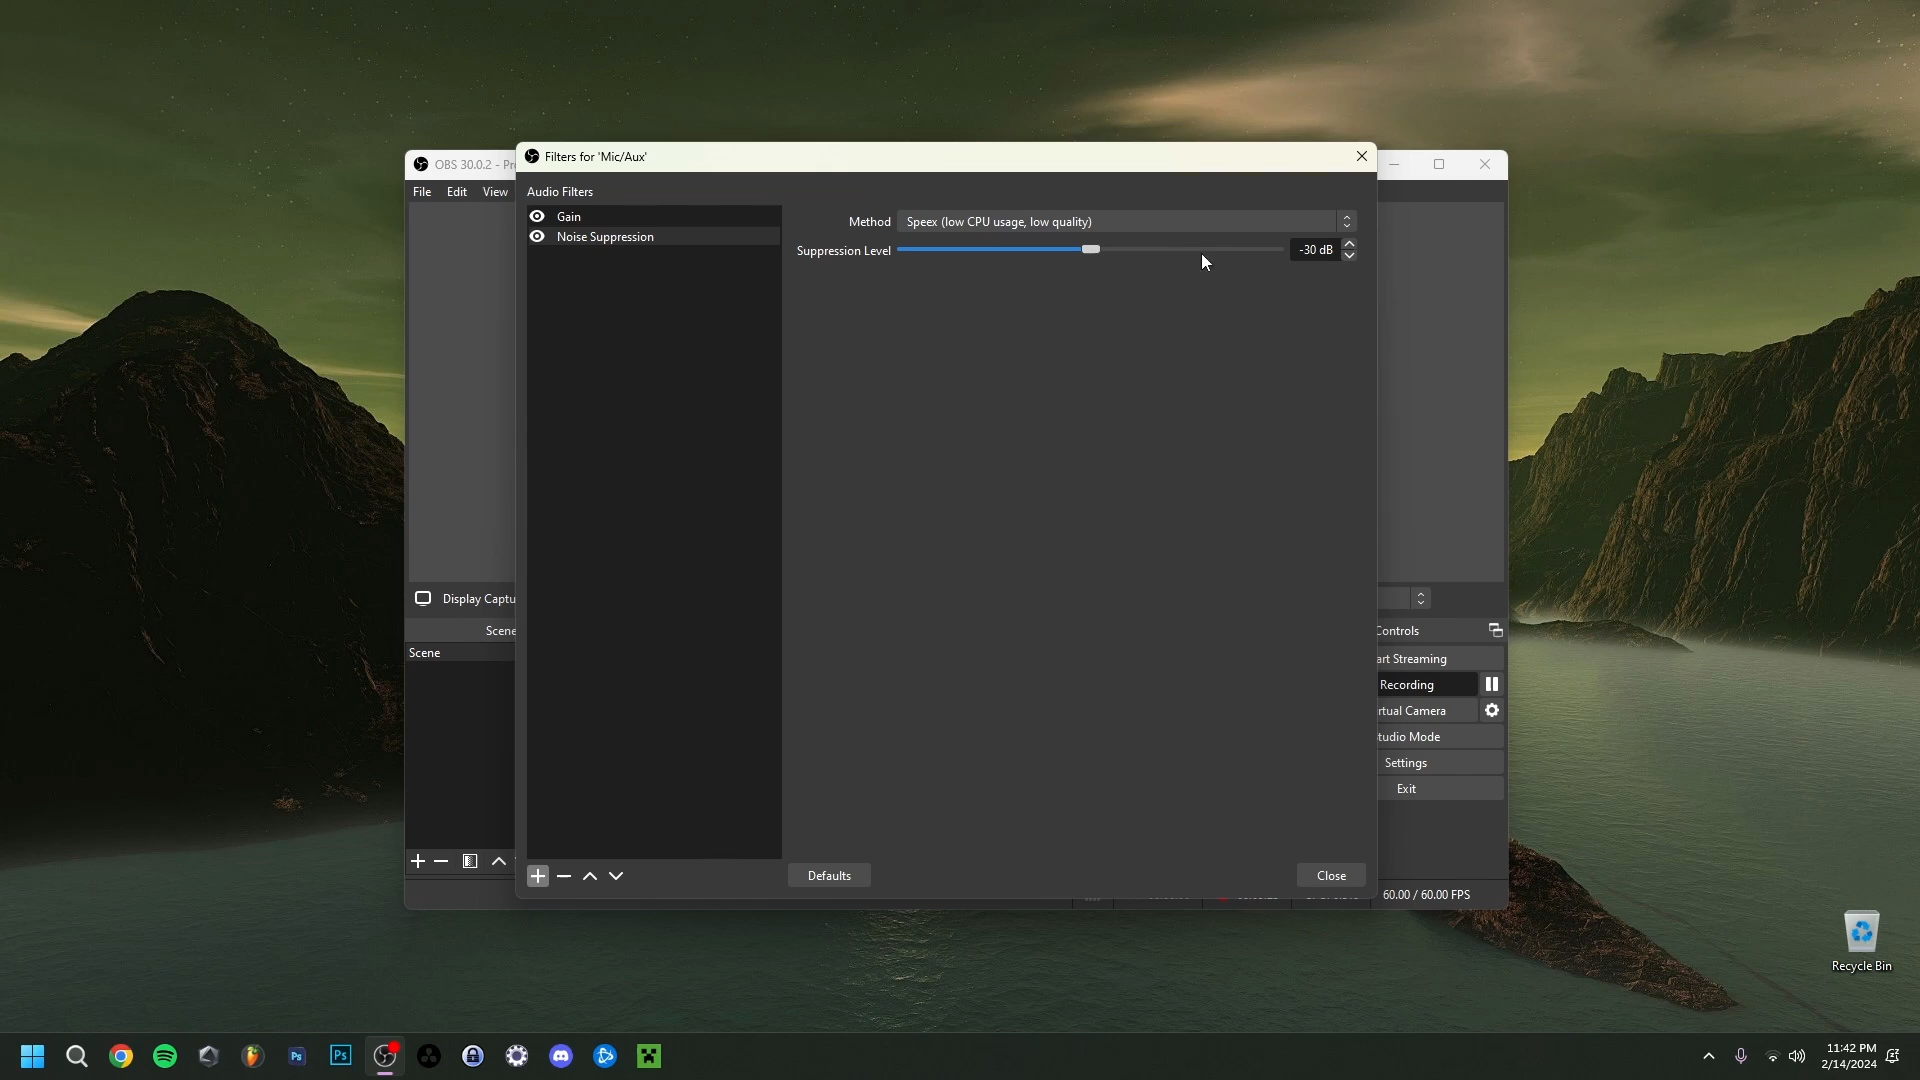 OBS 30.0.2 - Pr
Filters for 'Mic/Aux'
File Edit View
Audio Filters
Gain
Noise Suppression
Method Speex (low CPU usage, low quality)
Suppression Level -30 dB
Display Captu
Scene
Scene
Controls
art Streaming
Recording
rtual Camera
tudio Mode
Settings
Exit
Defaults
Close
60.00 / 60.00 FPS
Recycle Bin
Ps
Ps
11:42 PM
2/14/2024